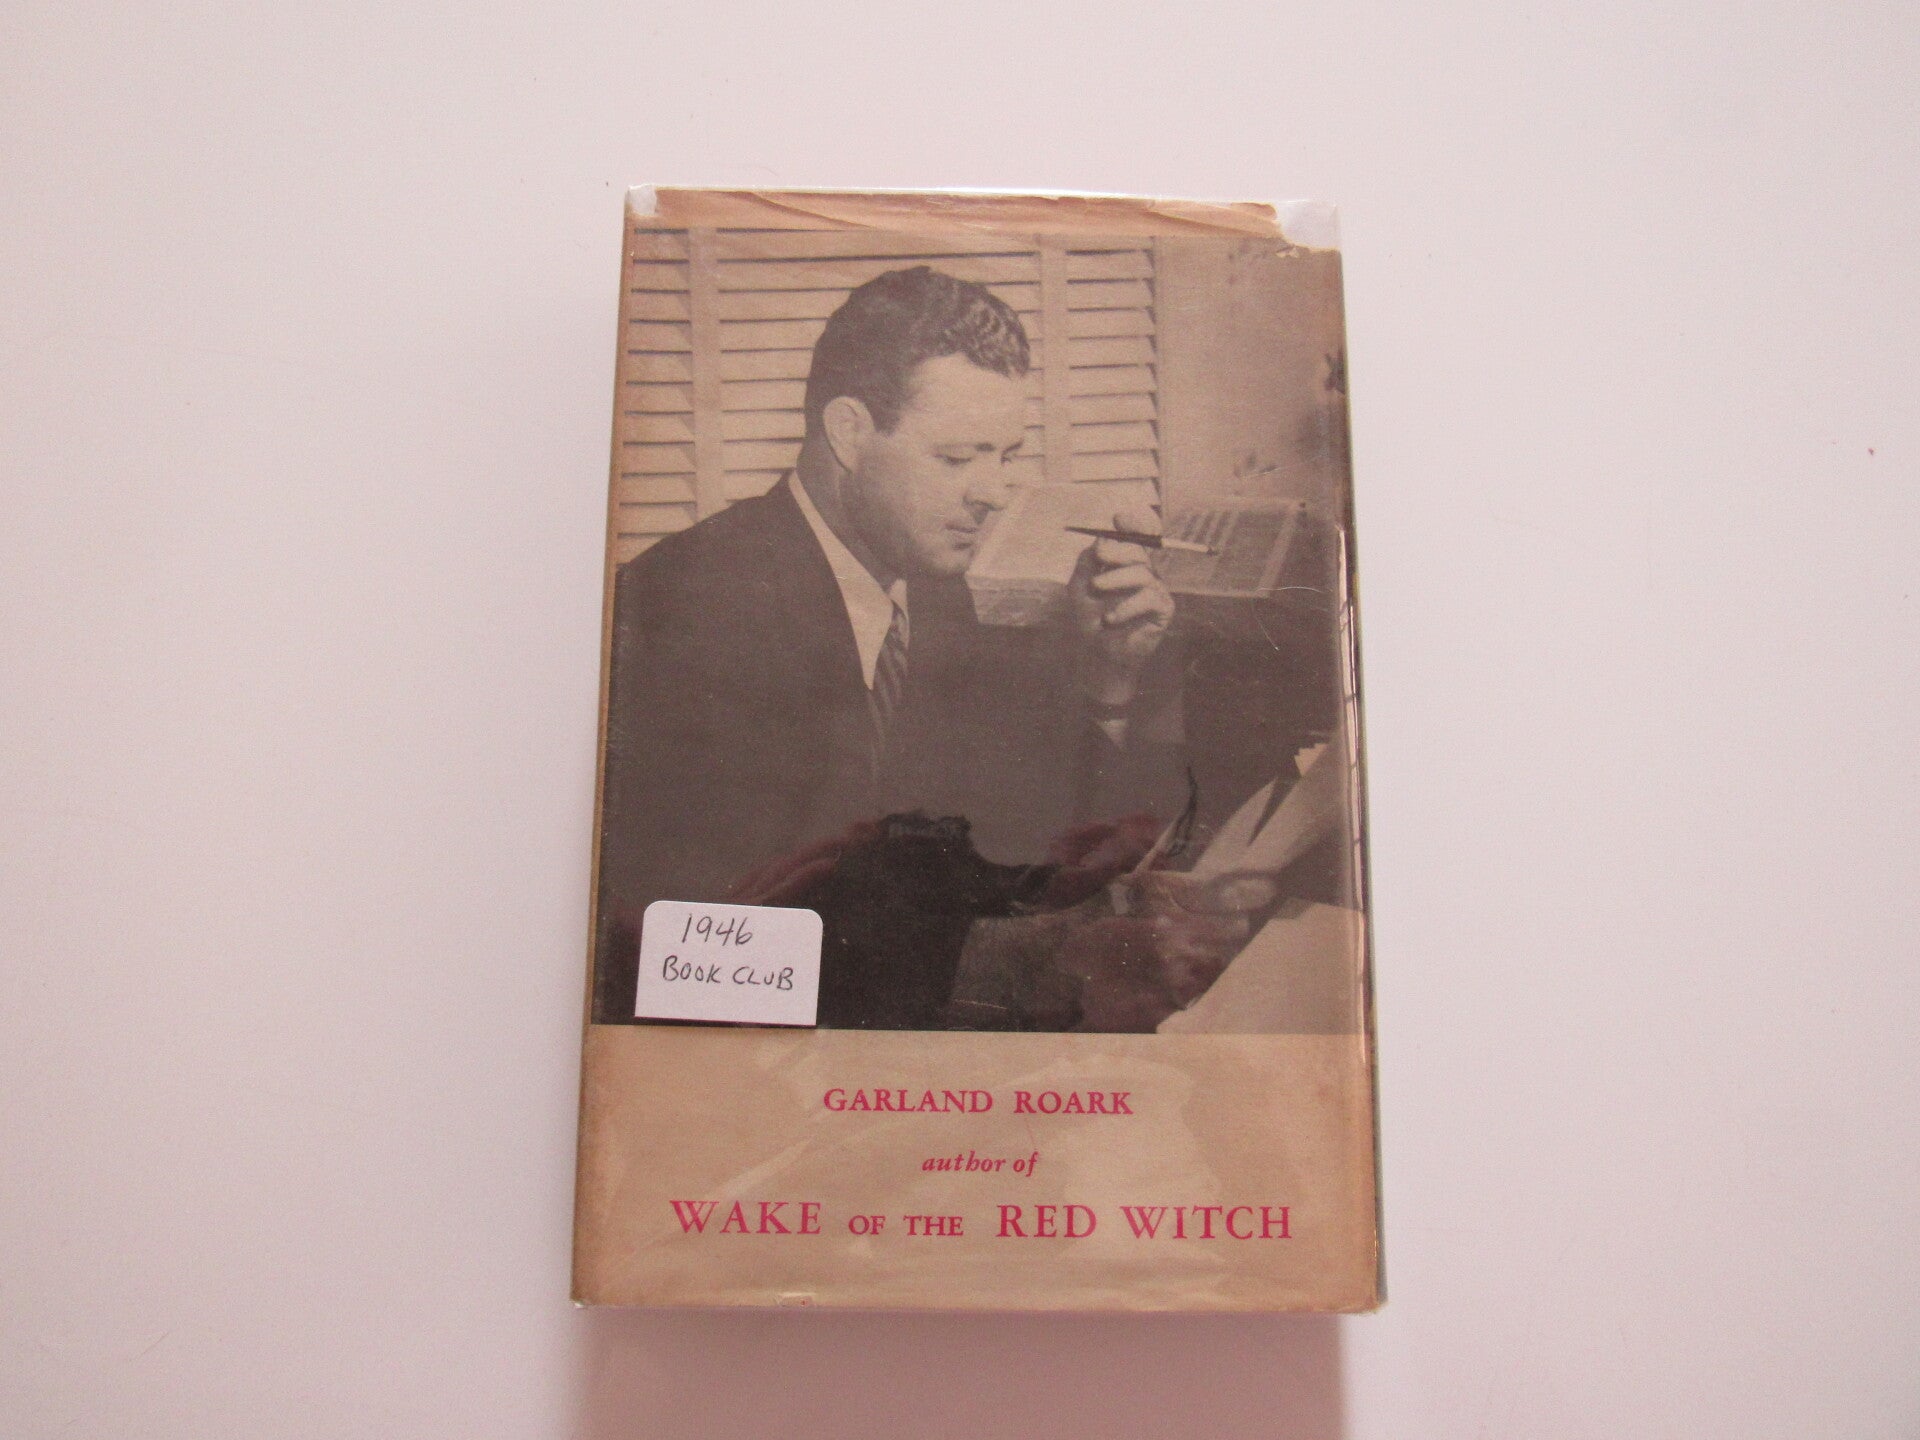 1946
BOOK CLUB
GARLAND ROARK
author of
WAKE OF THE RED WITCH